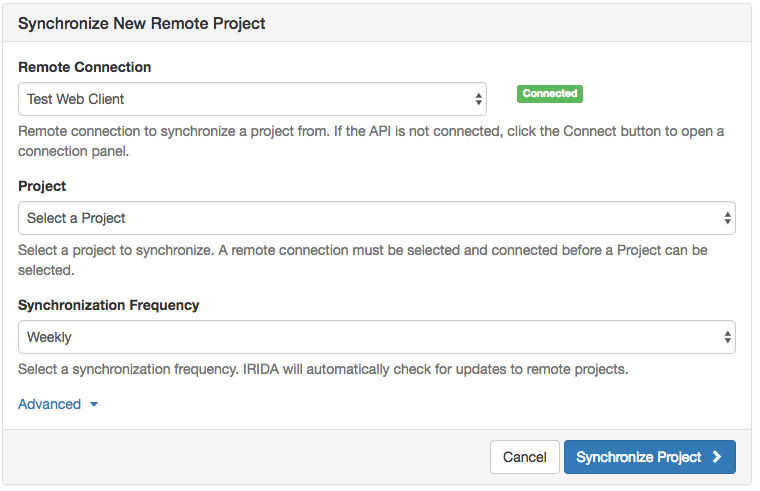 Synchronize New Remote Project
Remote Connection
Test Web Client
Connected
Remote connection to synchronize a project from. If the API is not connected, click the Connect button to open a
connection panel.
Project
Select a Project
Select a project to synchronize. A remote connection must be selected and connected before a Project can be
selected.
Synchronization Frequency
Weekly
Select a synchronization frequency. IRIDA will automatically check for updates to remote projects.
Advanced
Cancel
Synchronize Project